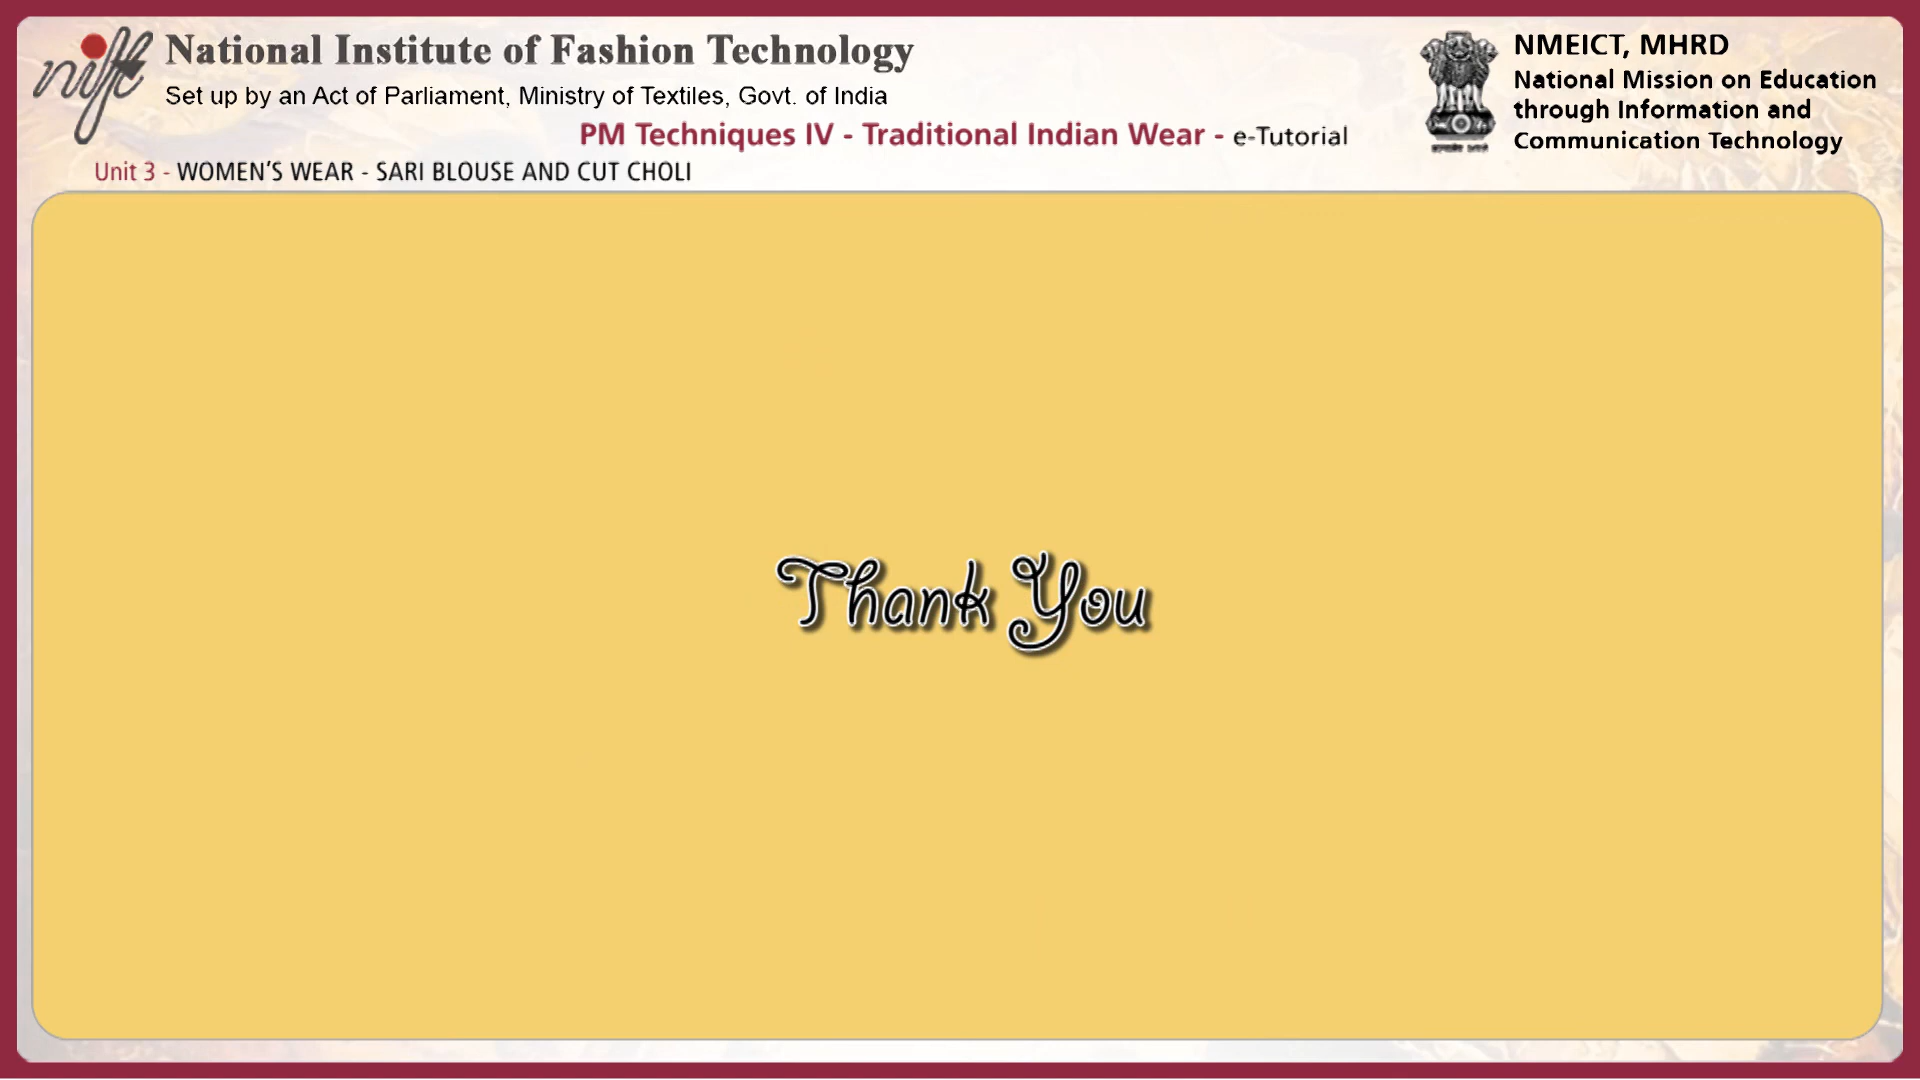 nift
National Institute of Fashion Technology
Set up by an Act of Parliament, Ministry of Textiles, Govt. of India
PM Techniques IV - Traditional Indian Wear - e-Tutorial
Unit 3 - WOMEN'S WEAR - SARI BLOUSE AND CUT CHOLI
NMEICT, MHRD
National Mission on Education
through Information and
Communication Technology
Thank You